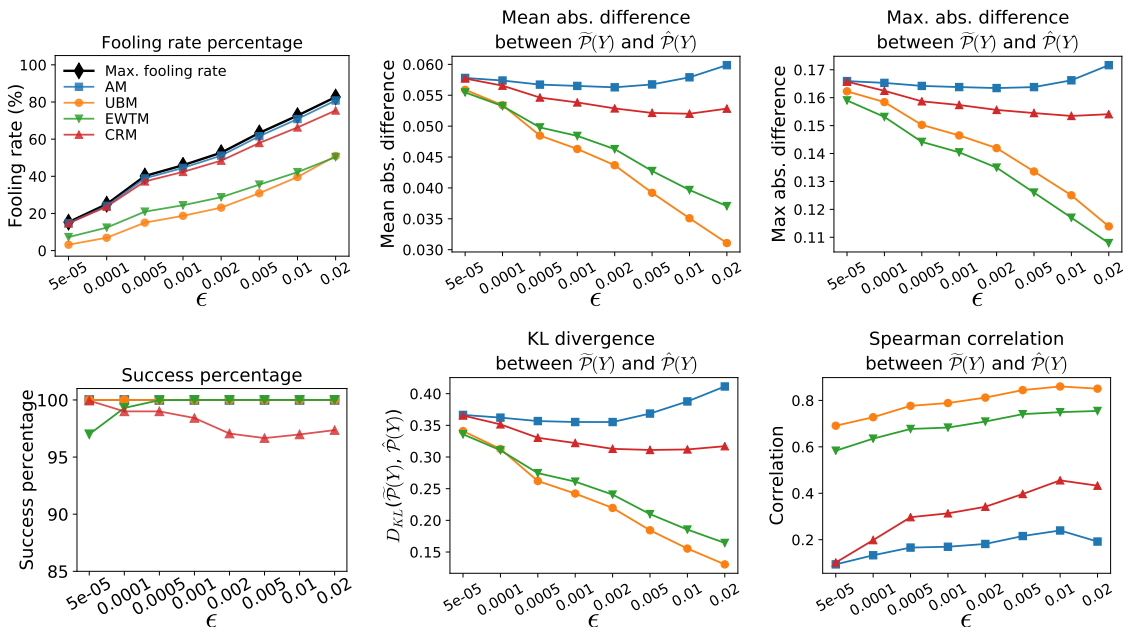 Fooling rate percentage
Fooling rate (%)
100
80
60
40
20
0
Max. fooling rate
AM
UBM
EWTM
CRM
5e-05
0.0001
0.0005
0.001
0.002
0.005
0.01
0.02
ϵ
Mean abs. difference
between P̃(Y) and P̂(Y)
Mean abs. difference
0.060
0.055
0.050
0.045
0.040
0.035
0.030
5e-05
0.0001
0.0005
0.001
0.002
0.005
0.01
0.02
ϵ
Max. abs. difference
between P̃(Y) and P̂(Y)
Max abs. difference
0.17
0.16
0.15
0.14
0.13
0.12
0.11
5e-05
0.0001
0.0005
0.001
0.002
0.005
0.01
0.02
ϵ
Success percentage
Success percentage
100
95
90
85
5e-05
0.0001
0.0005
0.001
0.002
0.005
0.01
0.02
ϵ
KL divergence
between P̃(Y) and P̂(Y)
D_KL(P̃(Y), P̂(Y))
0.40
0.35
0.30
0.25
0.20
0.15
5e-05
0.0001
0.0005
0.001
0.002
0.005
0.01
0.02
ϵ
Spearman correlation
between P̃(Y) and P̂(Y)
Correlation
0.8
0.6
0.4
0.2
5e-05
0.0001
0.0005
0.001
0.002
0.005
0.01
0.02
ϵ